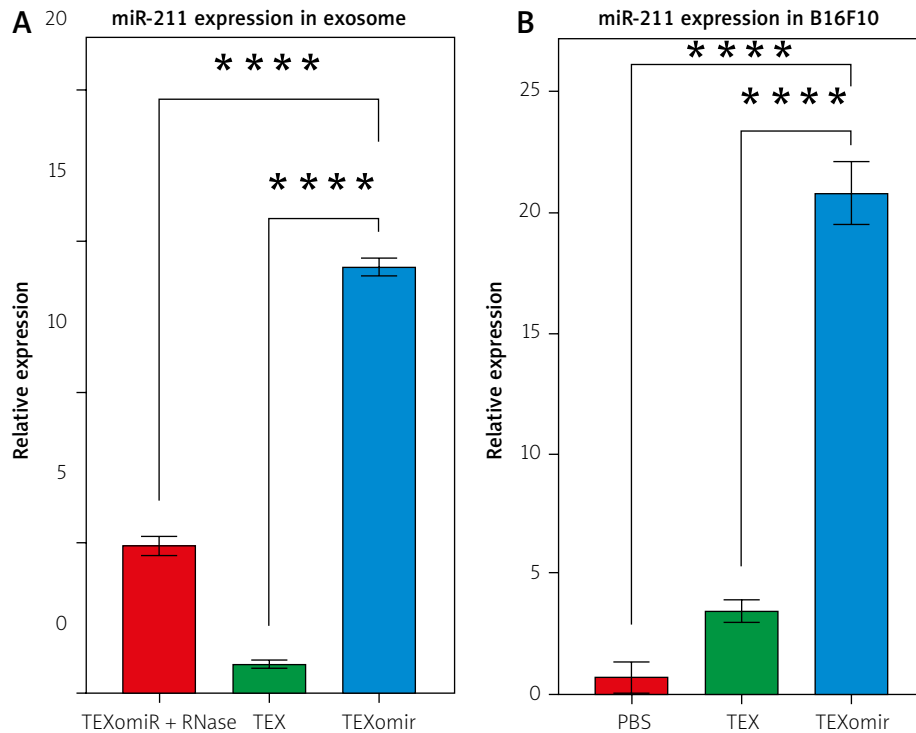 A
miR-211 expression in exosome
Relative expression
20
15
10
5
0
****
****
TEXomiR + RNase TEX TEXomir
B
miR-211 expression in B16F10
Relative expression
25
20
15
10
5
0
****
****
PBS TEX TEXomir